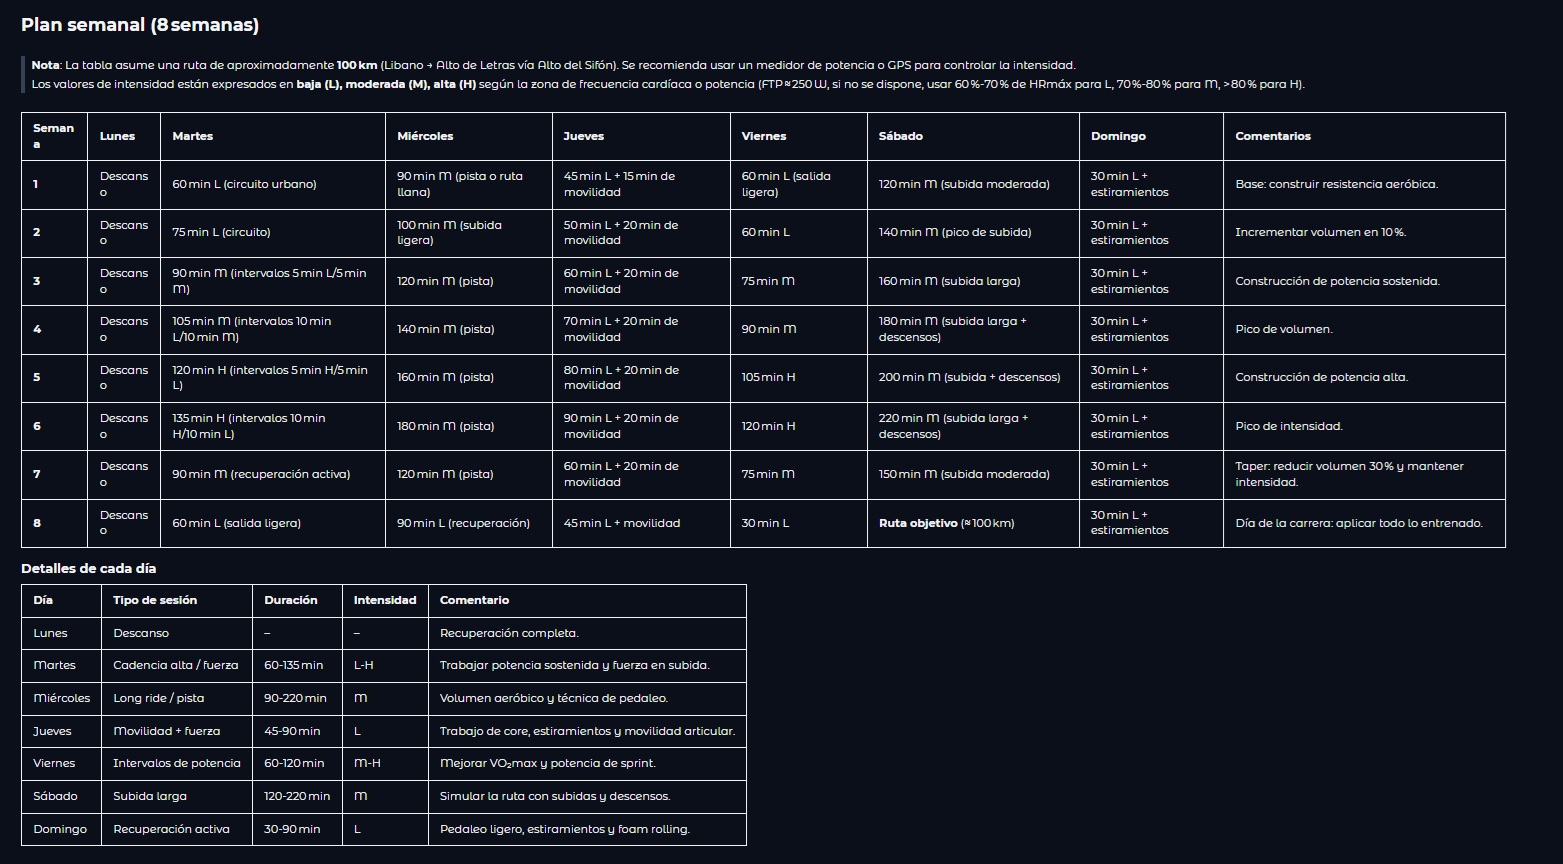 Plan semanal (8 semanas)
Nota: La tabla asume una ruta de aproximadamente 100 km (Libano → Alto de Letras vía Alto del Sifón). Se recomienda usar un medidor de potencia o GPS para controlar la intensidad.
Los valores de intensidad están expresados en baja (L), moderada (M), alta (H) según la zona de frecuencia cardíaca o potencia (FTP≈250 W, si no se dispone, usar 60 %-70 % de HRmáx para L, 70 %-80 % para M, >80 % para H).
Semana Lunes Martes Miércoles Jueves Viernes Sábado Domingo Comentarios
1 Descanso 60 min L (circuito urbano) 90 min M (pista o ruta llana) 45 min L + 15 min de movilidad 60 min L (salida ligera) 120 min M (subida moderada) 30 min L + estiramientos Base: construir resistencia aeróbica.
2 Descanso 75 min L (circuito) 100 min M (subida ligera) 50 min L + 20 min de movilidad 60 min L 140 min M (pico de subida) 30 min L + estiramientos Incrementar volumen en 10 %.
3 Descanso 90 min M (intervalos 5 min L/5 min M) 120 min M (pista) 60 min L + 20 min de movilidad 75 min M 160 min M (subida larga) 30 min L + estiramientos Construcción de potencia sostenida.
4 Descanso 105 min M (intervalos 10 min L/10 min M) 140 min M (pista) 70 min L + 20 min de movilidad 90 min M 180 min M (subida larga + descensos) 30 min L + estiramientos Pico de volumen.
5 Descanso 120 min H (intervalos 5 min H/5 min L) 160 min M (pista) 80 min L + 20 min de movilidad 105 min H 200 min M (subida + descensos) 30 min L + estiramientos Construcción de potencia alta.
6 Descanso 135 min H (intervalos 10 min H/10 min L) 180 min M (pista) 90 min L + 20 min de movilidad 120 min H 220 min M (subida larga + descensos) 30 min L + estiramientos Pico de intensidad.
7 Descanso 90 min M (recuperación activa) 120 min M (pista) 60 min L + 20 min de movilidad 75 min M 150 min M (subida moderada) 30 min L + estiramientos Taper: reducir volumen 30 % y mantener intensidad.
8 Descanso 60 min L (salida ligera) 90 min L (recuperación) 45 min L + movilidad 30 min L Ruta objetivo (≈100 km) 30 min L + estiramientos Día de la carrera: aplicar todo lo entrenado.
Detalles de cada día
Día Tipo de sesión Duración Intensidad Comentario
Lunes Descanso – – Recuperación completa.
Martes Cadencia alta / fuerza 60-135 min L-H Trabajar potencia sostenida y fuerza en subida.
Miércoles Long ride / pista 90-220 min M Volumen aeróbico y técnica de pedaleo.
Jueves Movilidad + fuerza 45-90 min L Trabajo de core, estiramientos y movilidad articular.
Viernes Intervalos de potencia 60-120 min M-H Mejorar VO₂max y potencia de sprint.
Sábado Subida larga 120-220 min M Simular la ruta con subidas y descensos.
Domingo Recuperación activa 30-90 min L Pedaleo ligero, estiramientos y foam rolling.